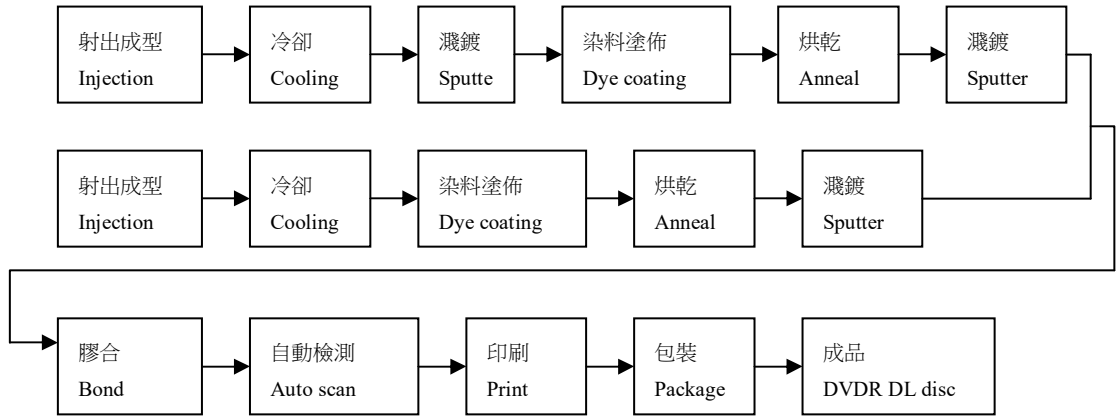 射出成型
Injection
冷卻
Cooling
濺鍍
Sputte
染料塗佈
Dye coating
烘乾
Anneal
濺鍍
Sputter
射出成型
Injection
冷卻
Cooling
染料塗佈
Dye coating
烘乾
Anneal
濺鍍
Sputter
膠合
Bond
自動檢測
Auto scan
印刷
Print
包裝
Package
成品
DVDR DL disc